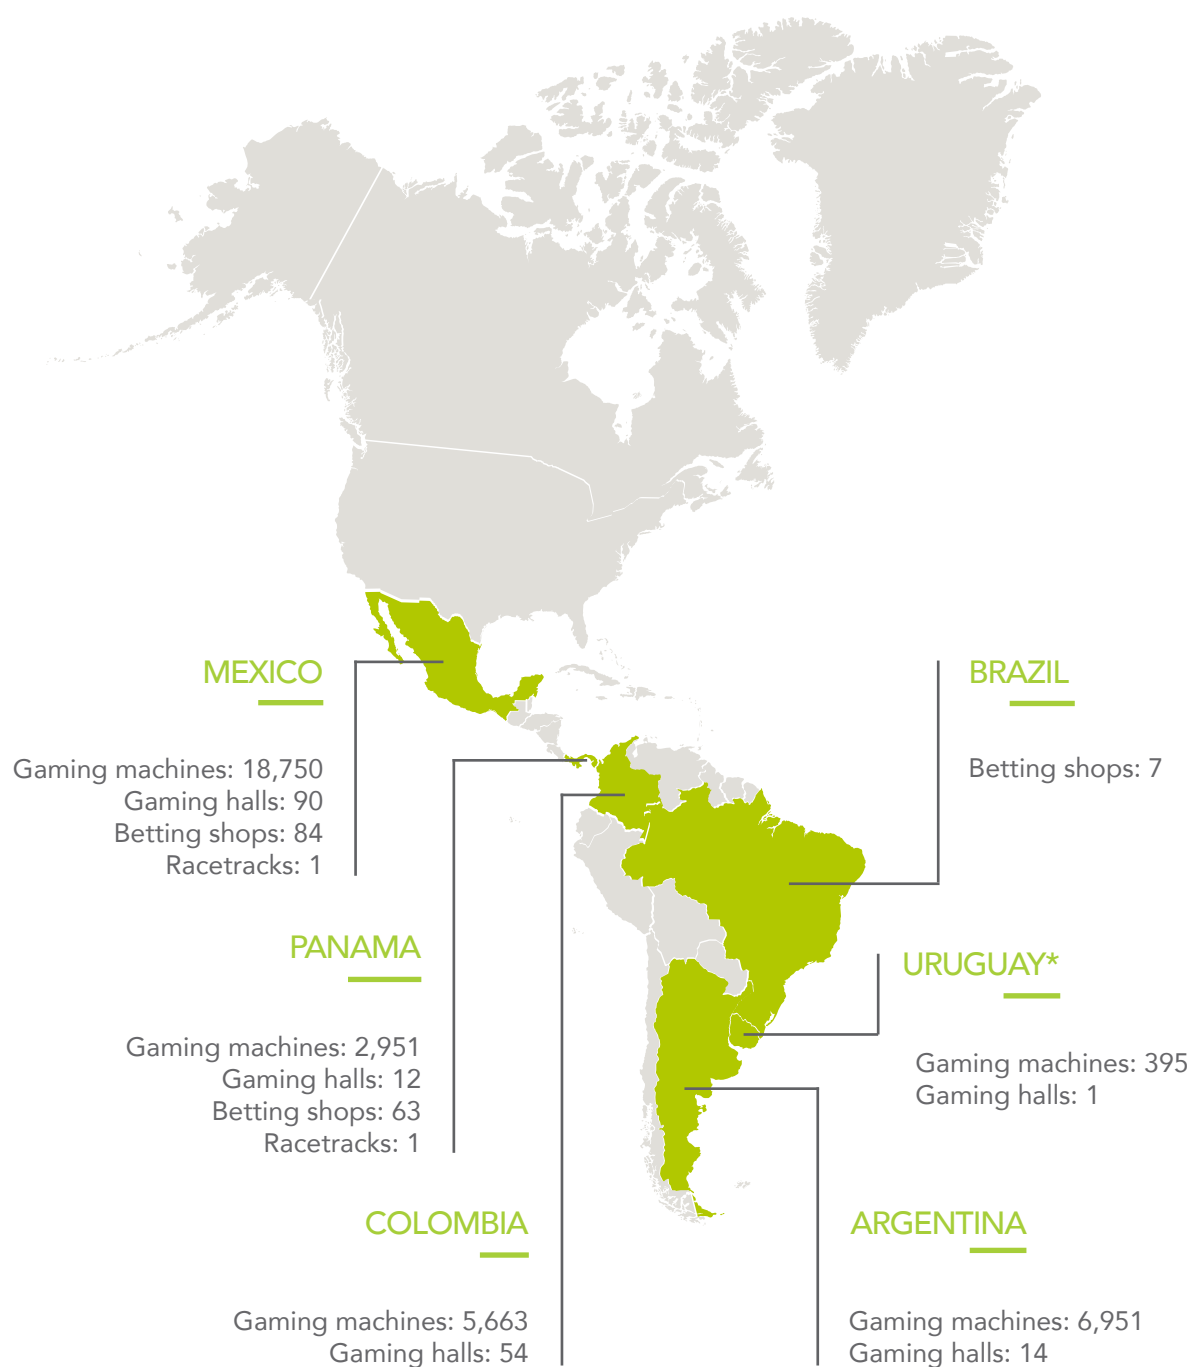 MEXICO
Gaming machines: 18,750
Gaming halls: 90
Betting shops: 84
Racetracks: 1
BRAZIL
Betting shops: 7
PANAMA
Gaming machines: 2,951
Gaming halls: 12
Betting shops: 63
Racetracks: 1
URUGUAY*
Gaming machines: 395
Gaming halls: 1
COLOMBIA
Gaming machines: 5,663
Gaming halls: 54
ARGENTINA
Gaming machines: 6,951
Gaming halls: 14